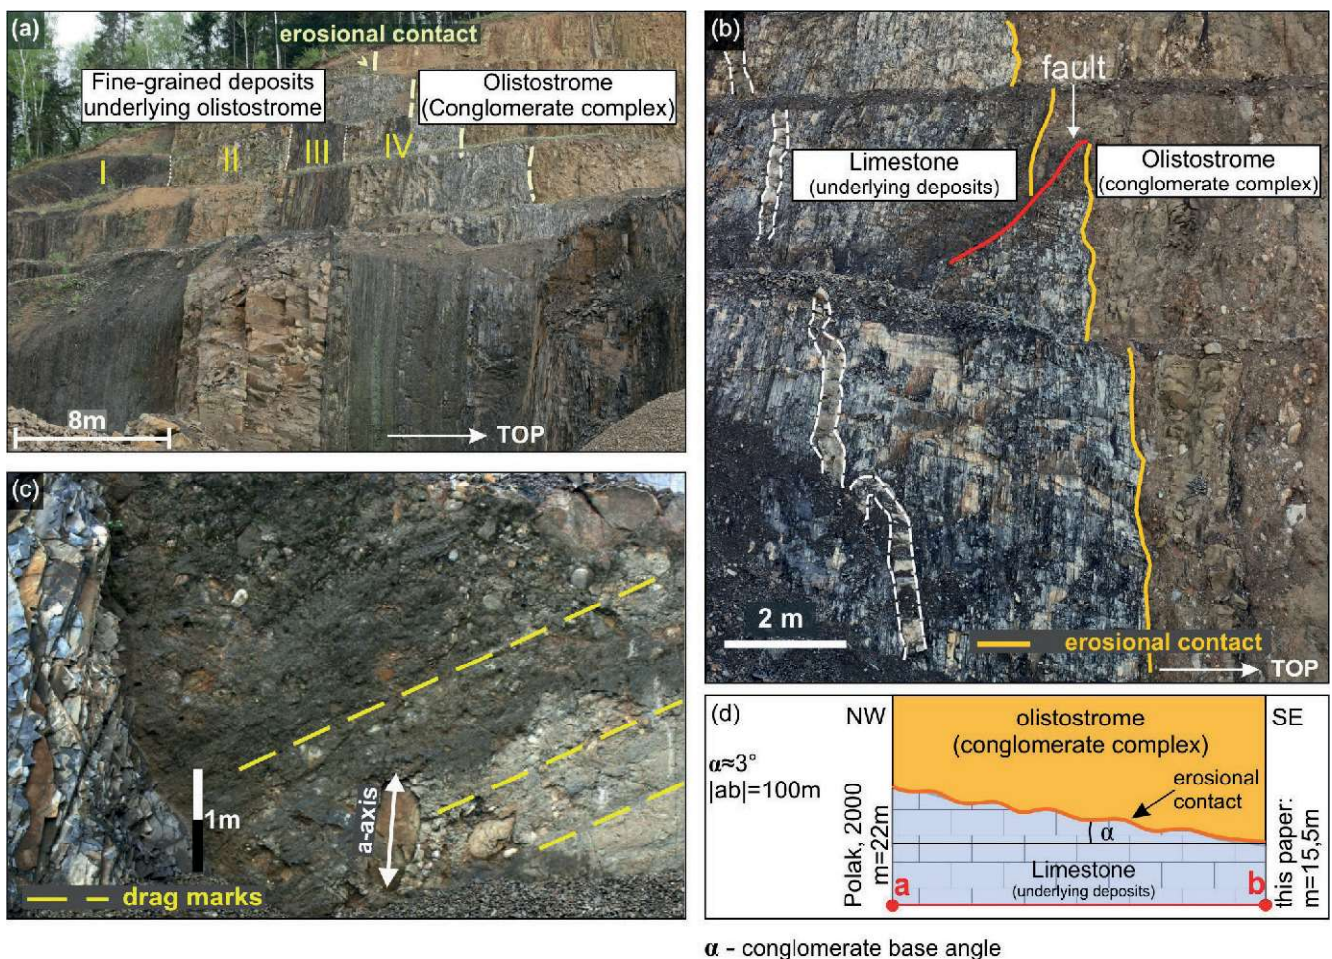 (a)
erosional contact
Fine-grained deposits
underlying olistostrome
Olistostrome
(Conglomerate complex)
I
II
III
IV
8m
TOP
(b)
fault
Limestone
(underlying deposits)
Olistostrome
(conglomerate complex)
2 m
erosional contact
TOP
(c)
1m
a-axis
drag marks
(d)
NW
SE
α≈3°
|ab|=100m
Polak, 2000
m=22m
olistostrome
(conglomerate complex)
erosional
contact
α
Limestone
(underlying deposits)
a
b
this paper:
m=15,5m
α - conglomerate base angle